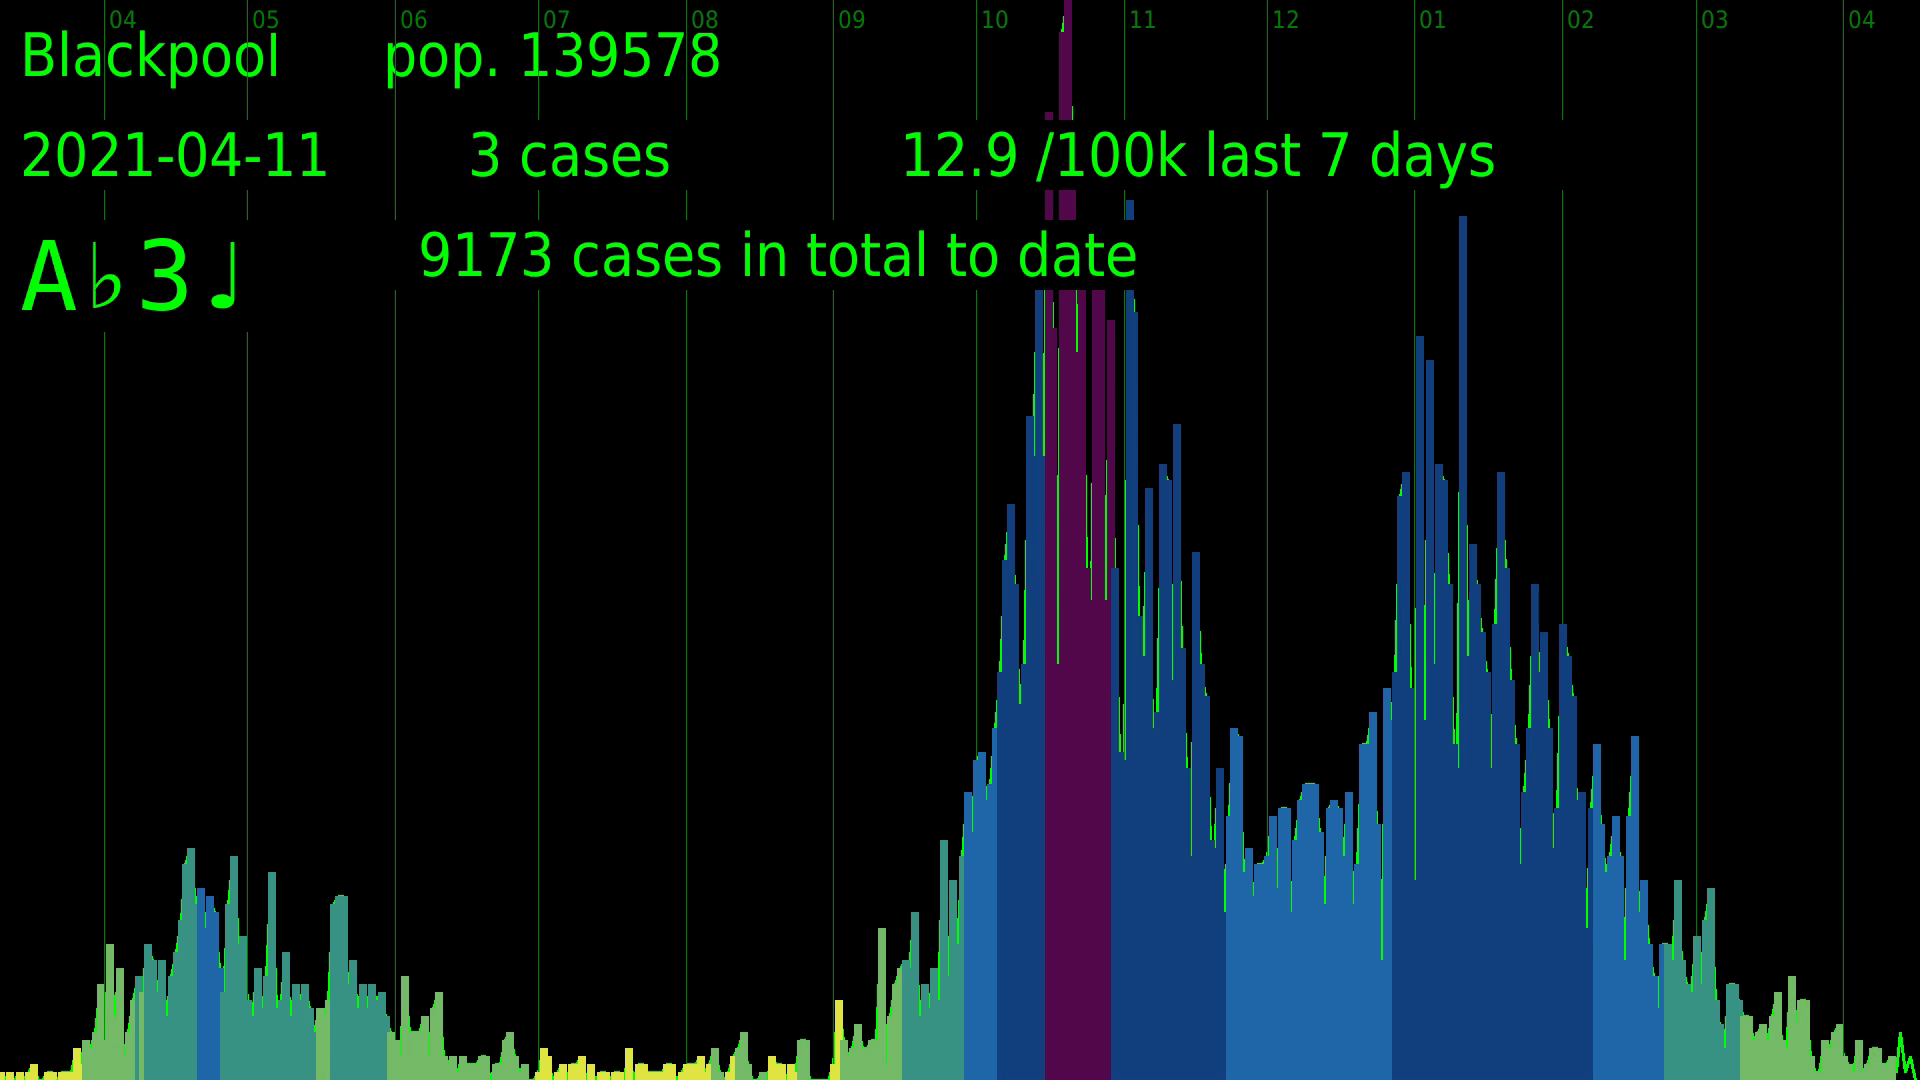 04 05 06 07 08 09 10 11 12 01 02 03 04
Blackpool pop. 139578
2021-04-11 3 cases 12.9 /100k last 7 days
A♭3♩ 9173 cases in total to date